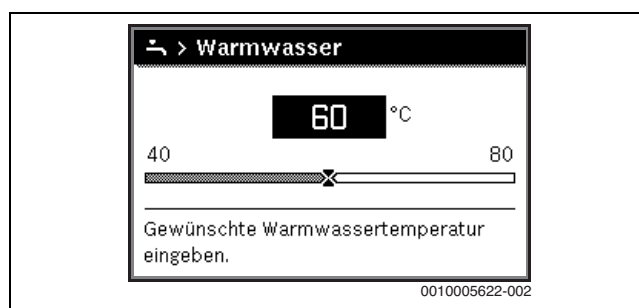 > Warmwasser
60 °C
40 80
Gewünschte Warmwassertemperatur
eingeben.
0010005622-002